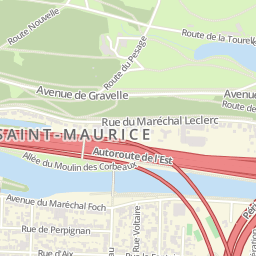 Route Nouvelle
Route de la Tourelle
Route du Pesage
Avenue de Gravelle
Avenue
Route de
Rue du Maréchal Leclerc
SAINT-MAURICE
Autoroute de l'Est
Allée du Moulin des Corbeaux
Avenue du Maréchal Foch
Rue de Perpignan
Rue d'Aix
Rue Voltaire